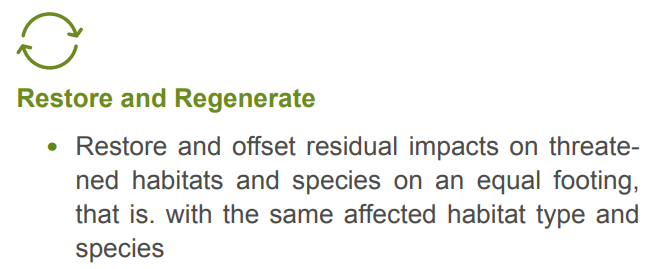 Restore and Regenerate
• Restore and offset residual impacts on threate-
ned habitats and species on an equal footing,
that is. with the same affected habitat type and
species